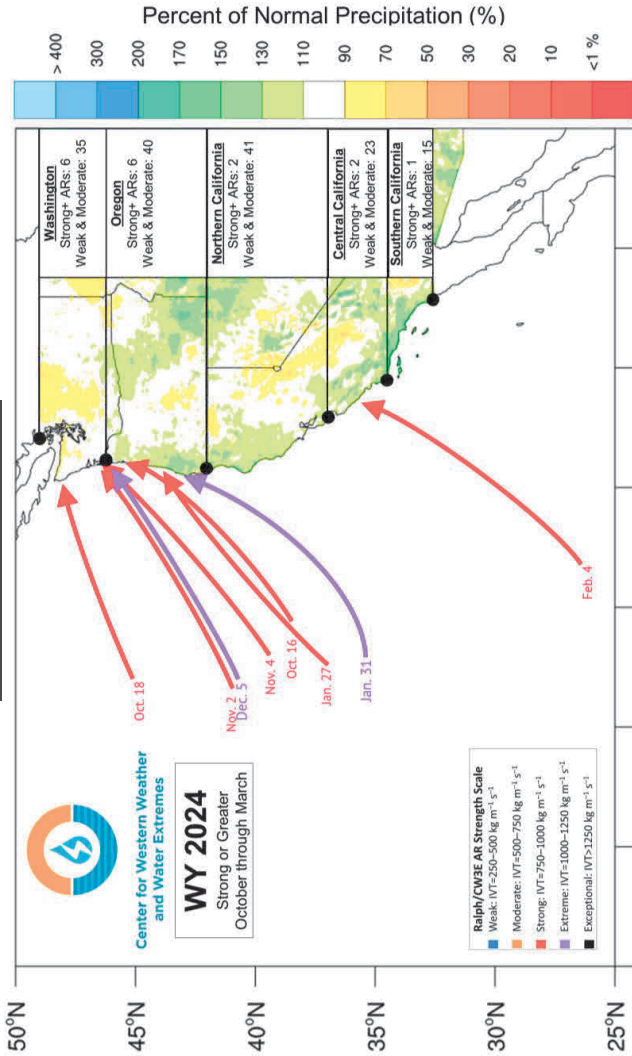 Percent of Normal Precipitation (%)
>400
300
200
170
150
130
110
90
70
50
30
20
10
<1 %
Washington
Strong+ ARs: 6
Weak & Moderate: 35
Oregon
Strong+ ARs: 6
Weak & Moderate: 40
Northern California
Strong+ ARs: 2
Weak & Moderate: 41
Central California
Strong+ ARs: 2
Weak & Moderate: 23
Southern California
Strong+ ARs: 1
Weak & Moderate: 15
Oct. 18
Nov. 2
Dec. 5
Nov. 4
Oct. 16
Jan. 27
Jan. 31
Feb. 4
Center for Western Weather
and Water Extremes
WY 2024
Strong or Greater
October through March
Ralph/CW3E AR Strength Scale
Weak: IVT=250–500 kg m⁻¹ s⁻¹
Moderate: IVT=500–750 kg m⁻¹ s⁻¹
Strong: IVT=750–1000 kg m⁻¹ s⁻¹
Extreme: IVT=1000–1250 kg m⁻¹ s⁻¹
Exceptional: IVT>1250 kg m⁻¹ s⁻¹
50°N
45°N
40°N
35°N
30°N
25°N